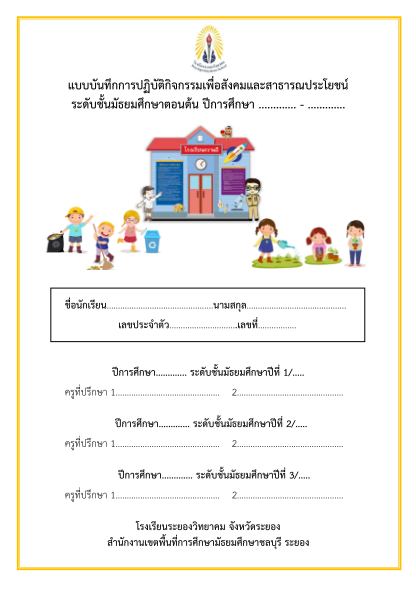 แบบบันทึกการปฏิบัติกิจกรรมเพื่อสังคมและสาธารณประโยชน์
ระดับชั้นมัธยมศึกษาตอนต้น ปีการศึกษา ............. - .............
ชื่อนักเรียน...............................................นามสกุล............................................
เลขประจำตัว..............................เลขที่.................
ปีการศึกษา............. ระดับชั้นมัธยมศึกษาปีที่ 1/.....
ครูที่ปรึกษา 1.............................................. 2...............................................
ปีการศึกษา............. ระดับชั้นมัธยมศึกษาปีที่ 2/.....
ครูที่ปรึกษา 1.............................................. 2...............................................
ปีการศึกษา............. ระดับชั้นมัธยมศึกษาปีที่ 3/.....
ครูที่ปรึกษา 1.............................................. 2...............................................
โรงเรียนระยองวิทยาคม จังหวัดระยอง
สำนักงานเขตพื้นที่การศึกษามัธยมศึกษาชลบุรี ระยอง